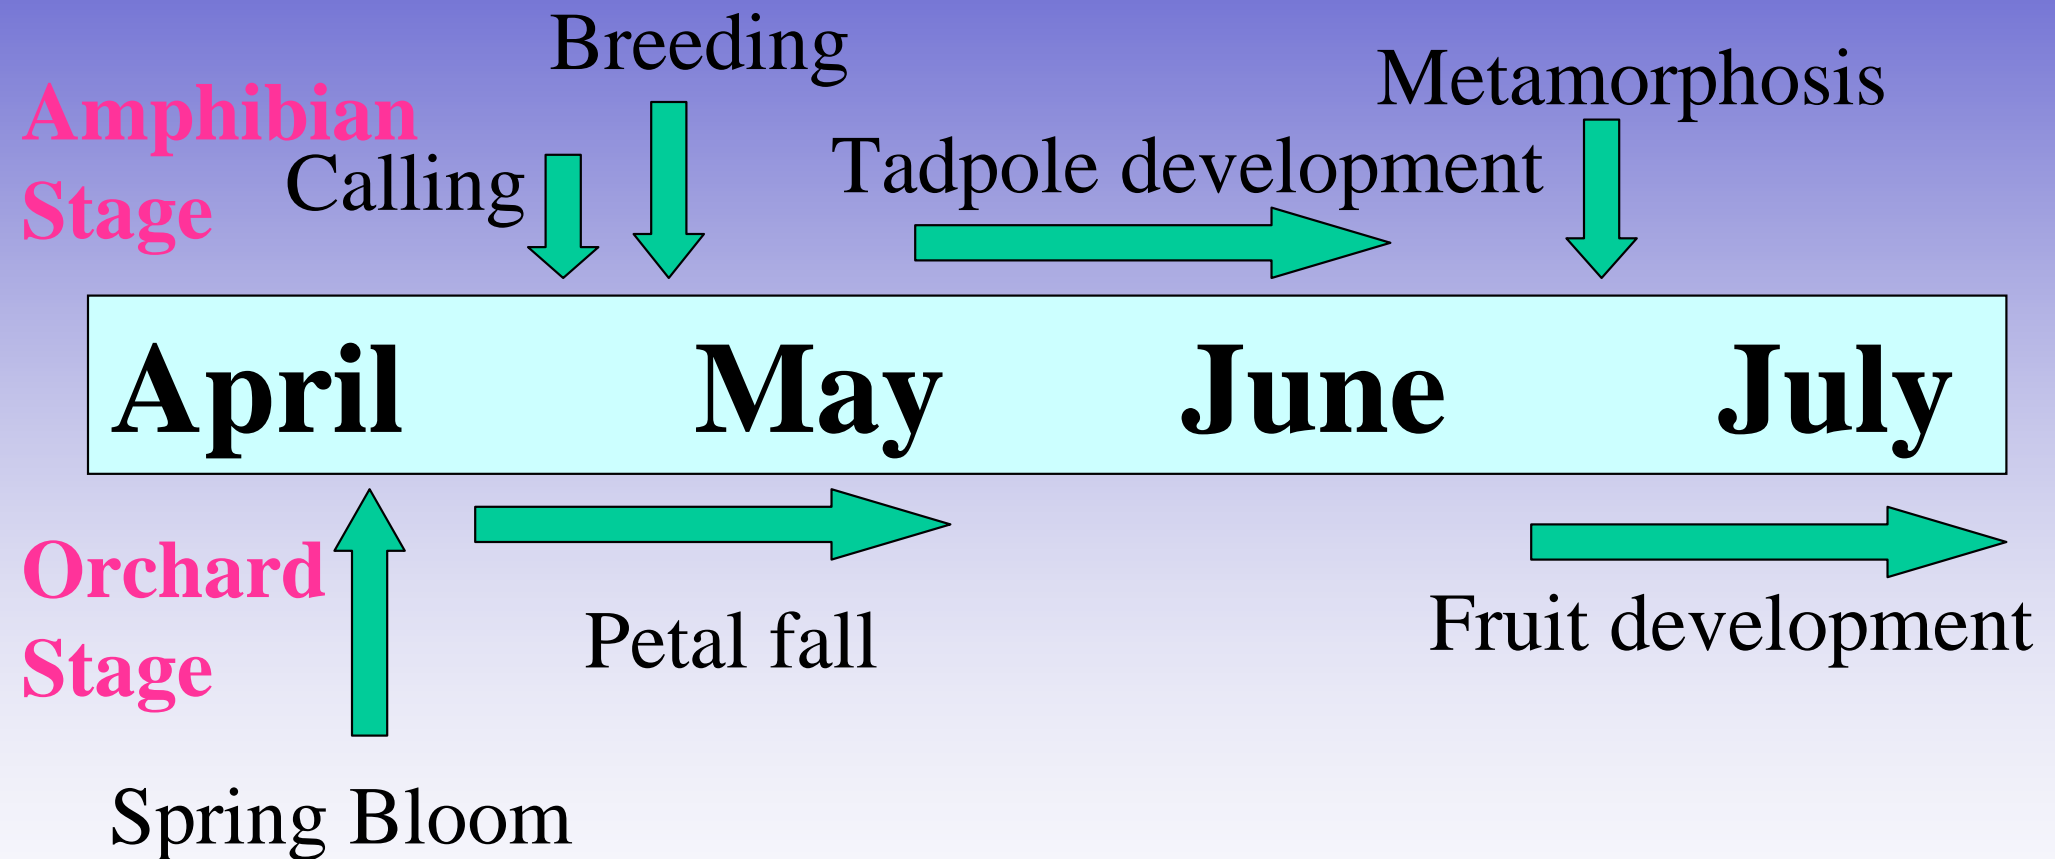 Breeding
Metamorphosis
Amphibian
Stage
Calling
Tadpole development
April May June July
Orchard
Stage
Petal fall
Fruit development
Spring Bloom